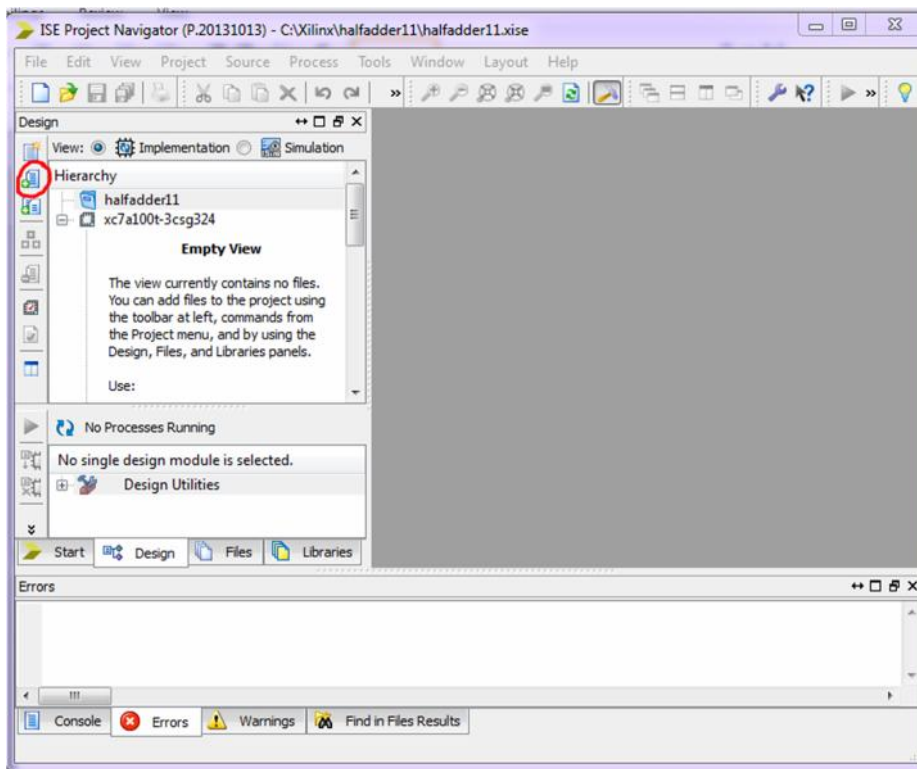 ISE Project Navigator (P.20131013) - C:\Xilinx\halfadder11\halfadder11.xise
File Edit View Project Source Process Tools Window Layout Help
Design
View: Implementation Simulation
Hierarchy
halfadder11
xc7a100t-3csg324
Empty View
The view currently contains no files.
You can add files to the project using
the toolbar at left, commands from
the Project menu, and by using the
Design, Files, and Libraries panels.
Use:
No Processes Running
No single design module is selected.
Design Utilities
Start Design Files Libraries
Errors
Console Errors Warnings Find in Files Results